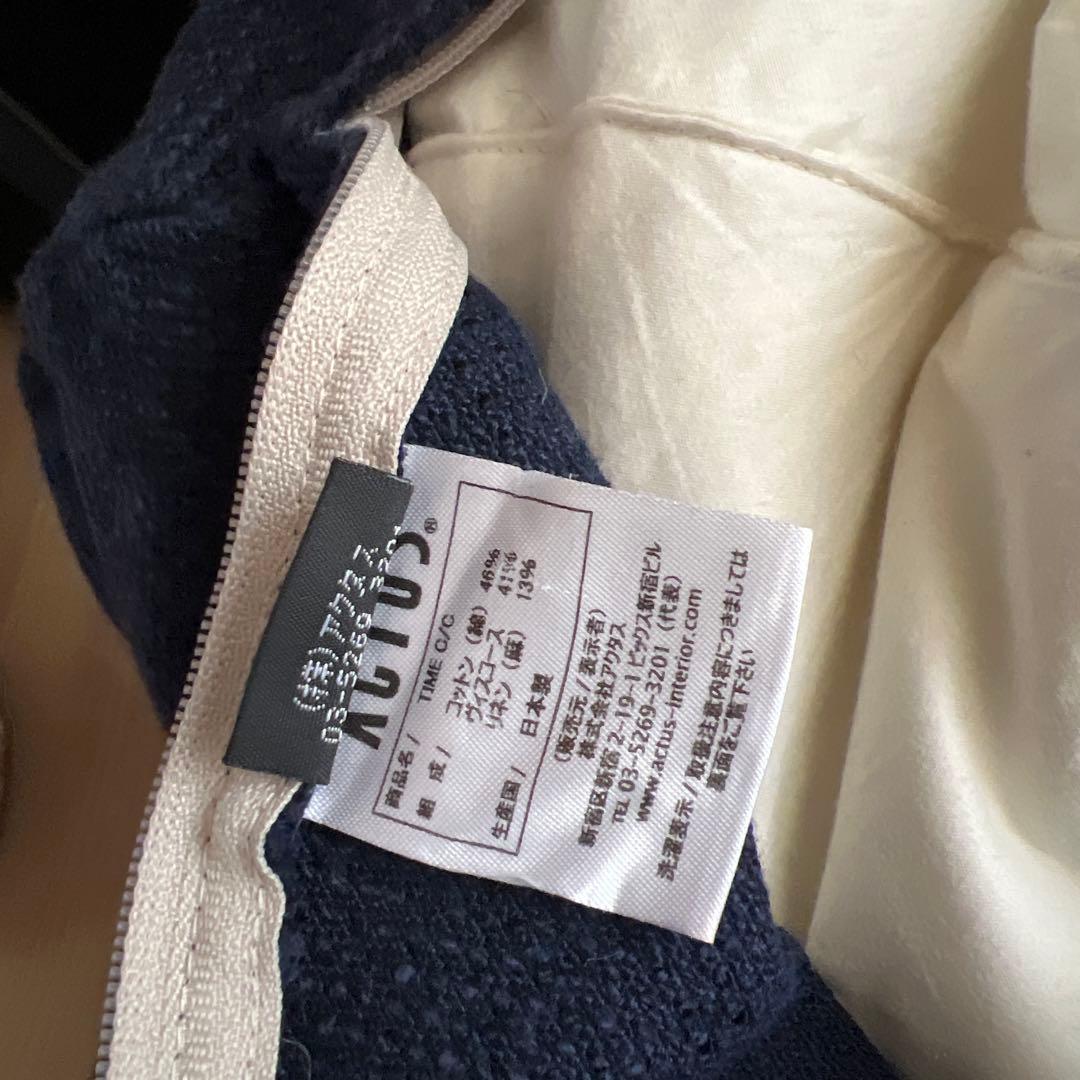 (株)アクタス
03-5269-3201
ACTUS®
商品名 / TIME C/C
組 成 / コットン (綿) 46%
ヴィスコース 41%
リネン (麻) 13%
生産国 / 日本製
(販売元 / 表示者)
株式会社アクタス
新宿区新宿 2-19-1 ビックス新宿ビル
TEL 03-5269-3201 (代表)
www.actus-interior.com
洗濯表示 / 取扱注意内容につきましては
裏面をご覧下さい